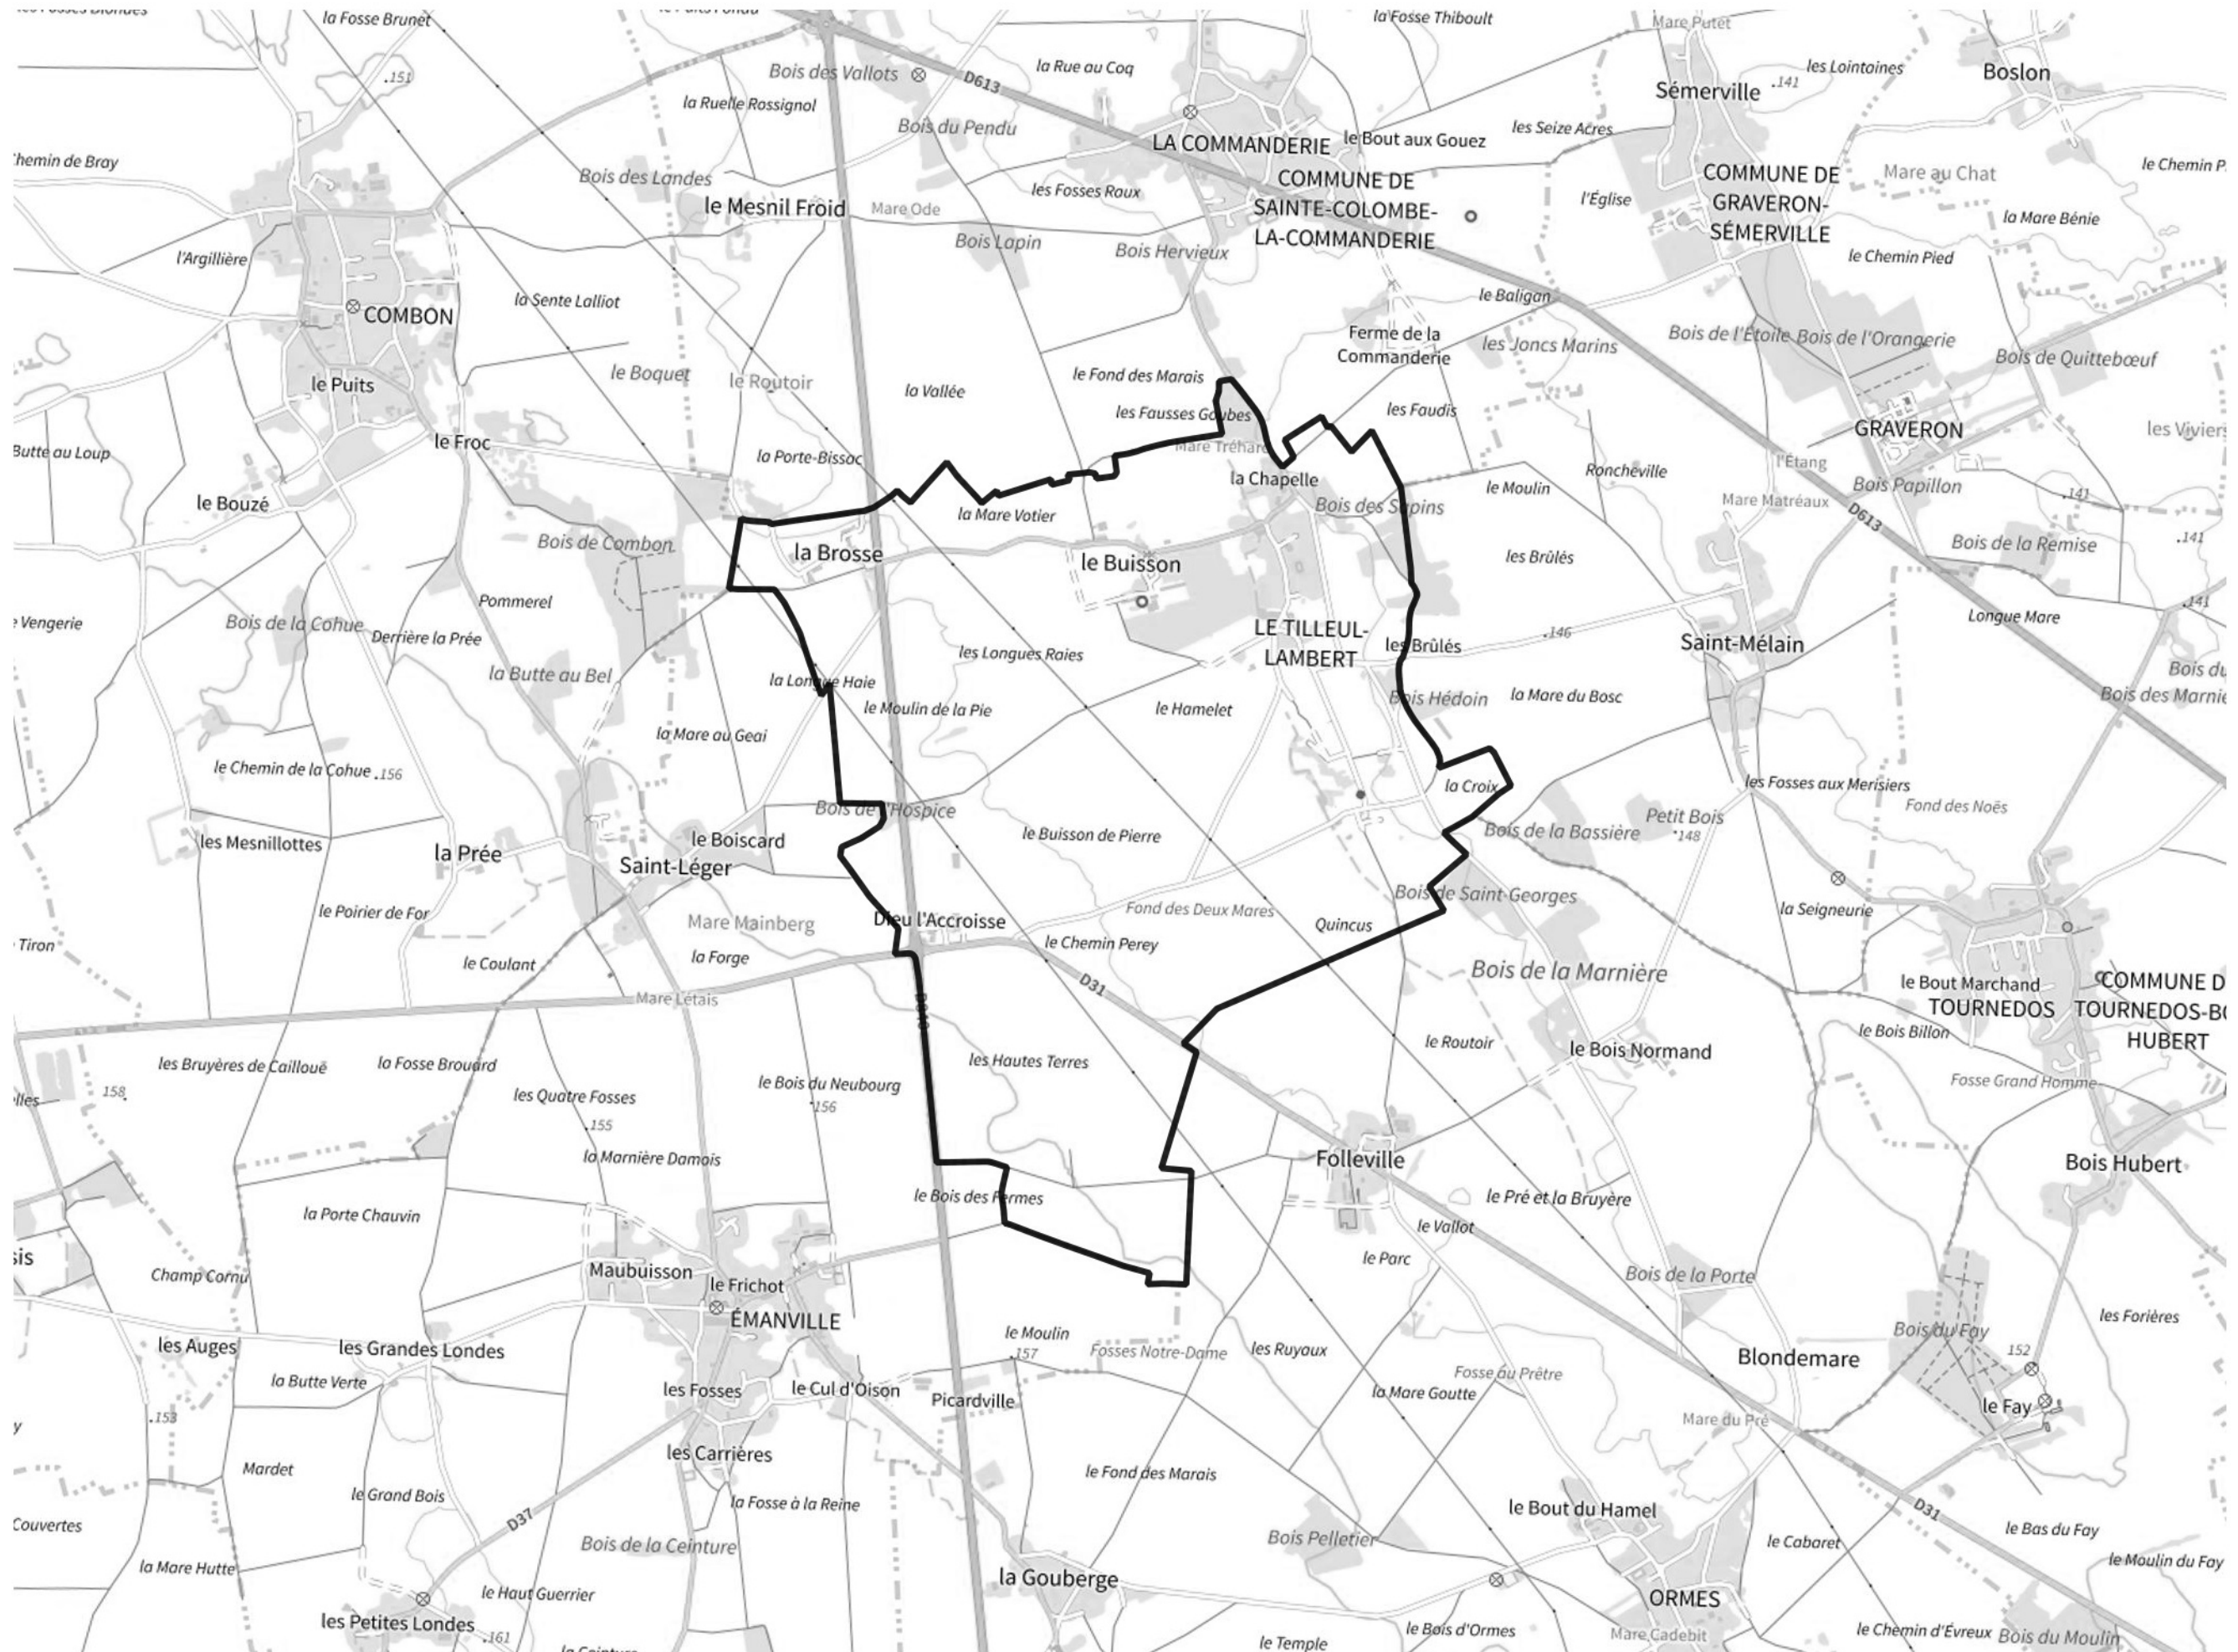 la Fosse Brunet
la Fosse Thiboult
Mare Putet
.151
Bois des Vallots
la Rue au Coq
les Lointaines
Boslon
D613
Sémerville
.141
la Ruelle Rossignol
Bois du Pendu
LA COMMANDERIE
le Bout aux Gouez
les Seize Acres
Chemin de Bray
Bois des Landes
COMMUNE DE
SAINTE-COLOMBE-
LA-COMMANDERIE
COMMUNE DE
GRAVERON-
SÉMERVILLE
Mare au Chat
le Chemin P
les Fosses Roux
le Mesnil Froid
Mare Ode
l'Église
la Mare Bénie
Bois Lapin
Bois Hervieux
l'Argillière
le Chemin Pied
la Sente Lalliot
le Baligan
COMBON
Ferme de la
Commanderie
les Joncs Marins
Bois de l'Étoile
Bois de l'Orangerie
Bois de Quittebœuf
le Puits
le Boquet
le Routoir
la Vallée
le Fond des Marais
les Fausses Goubes
les Faudis
le Froc
GRAVERON
les Viviers
Butte au Loup
la Porte-Bissac
Mare Tréhard
l'Étang
Roncheville
la Chapelle
le Moulin
Bois Papillon
.141
le Bouzé
la Mare Votier
Bois des Sapins
Mare Matréaux
D613
Bois de Combon
la Brosse
le Buisson
les Brûlés
Bois de la Remise
.141
Pommerel
.141
Vengerie
Bois de la Cohue
Derrière la Prée
LE TILLEUL-
LAMBERT
les Brûlés
.146
Saint-Mélain
Longue Mare
les Longues Raies
la Butte au Bel
la Longue Haie
Bois du
Bois des Marnie
le Moulin de la Pie
le Hamelet
Bois Hédoin
la Mare du Bosc
la Mare au Geai
le Chemin de la Cohue
.156
la Croix
les Fosses aux Merisiers
Fond des Noës
Bois de l'Hospice
les Mesnillottes
la Prée
le Boiscard
Saint-Léger
le Buisson de Pierre
Bois de la Bassière
Petit Bois
.148
le Poirier de For
Mare Mainberg
Dieu l'Accroisse
Fond des Deux Mares
Bois de Saint-Georges
la Seigneurie
Tiron
Quincus
le Coulant
la Forge
le Chemin Perey
Bois de la Marnière
le Bout Marchand
TOURNEDOS
COMMUNE D
TOURNEDOS-BO
HUBERT
Mare Létais
D31
le Bois Billon
les Bruyères de Cailloué
la Fosse Brouard
les Hautes Terres
le Routoir
le Bois Normand
158.
les Quatre Fosses
.155
le Bois du Neubourg
.156
Fosse Grand Homme
la Marnière Damois
Folleville
Bois Hubert
le Bois des Fermes
le Pré et la Bruyère
la Porte Chauvin
le Vallot
Champ Cornu
Maubuisson
le Frichot
le Parc
Bois de la Porte
ÉMANVILLE
les Forières
les Auges
les Grandes Londes
le Moulin
.157
Fosses Notre-Dame
les Ruyaux
Bois du Fay
152
Blondemare
la Butte Verte
les Fosses
le Cul d'Oison
Picardville
Fosse au Prêtre
la Mare Goutte
le Fay
.153
Mare du Pré
les Carrières
Mardet
le Fond des Marais
le Grand Bois
la Fosse à la Reine
le Bout du Hamel
D31
Couvertes
D37
Bois de la Ceinture
Bois Pelletier
le Cabaret
le Bas du Fay
la Mare Hutte
la Gouberge
le Moulin du Fay
le Haut Guerrier
ORMES
les Petites Londes
.161
le Temple
le Bois d'Ormes
Mare Cadebit
le Chemin d'Évreux
Bois du Moulin